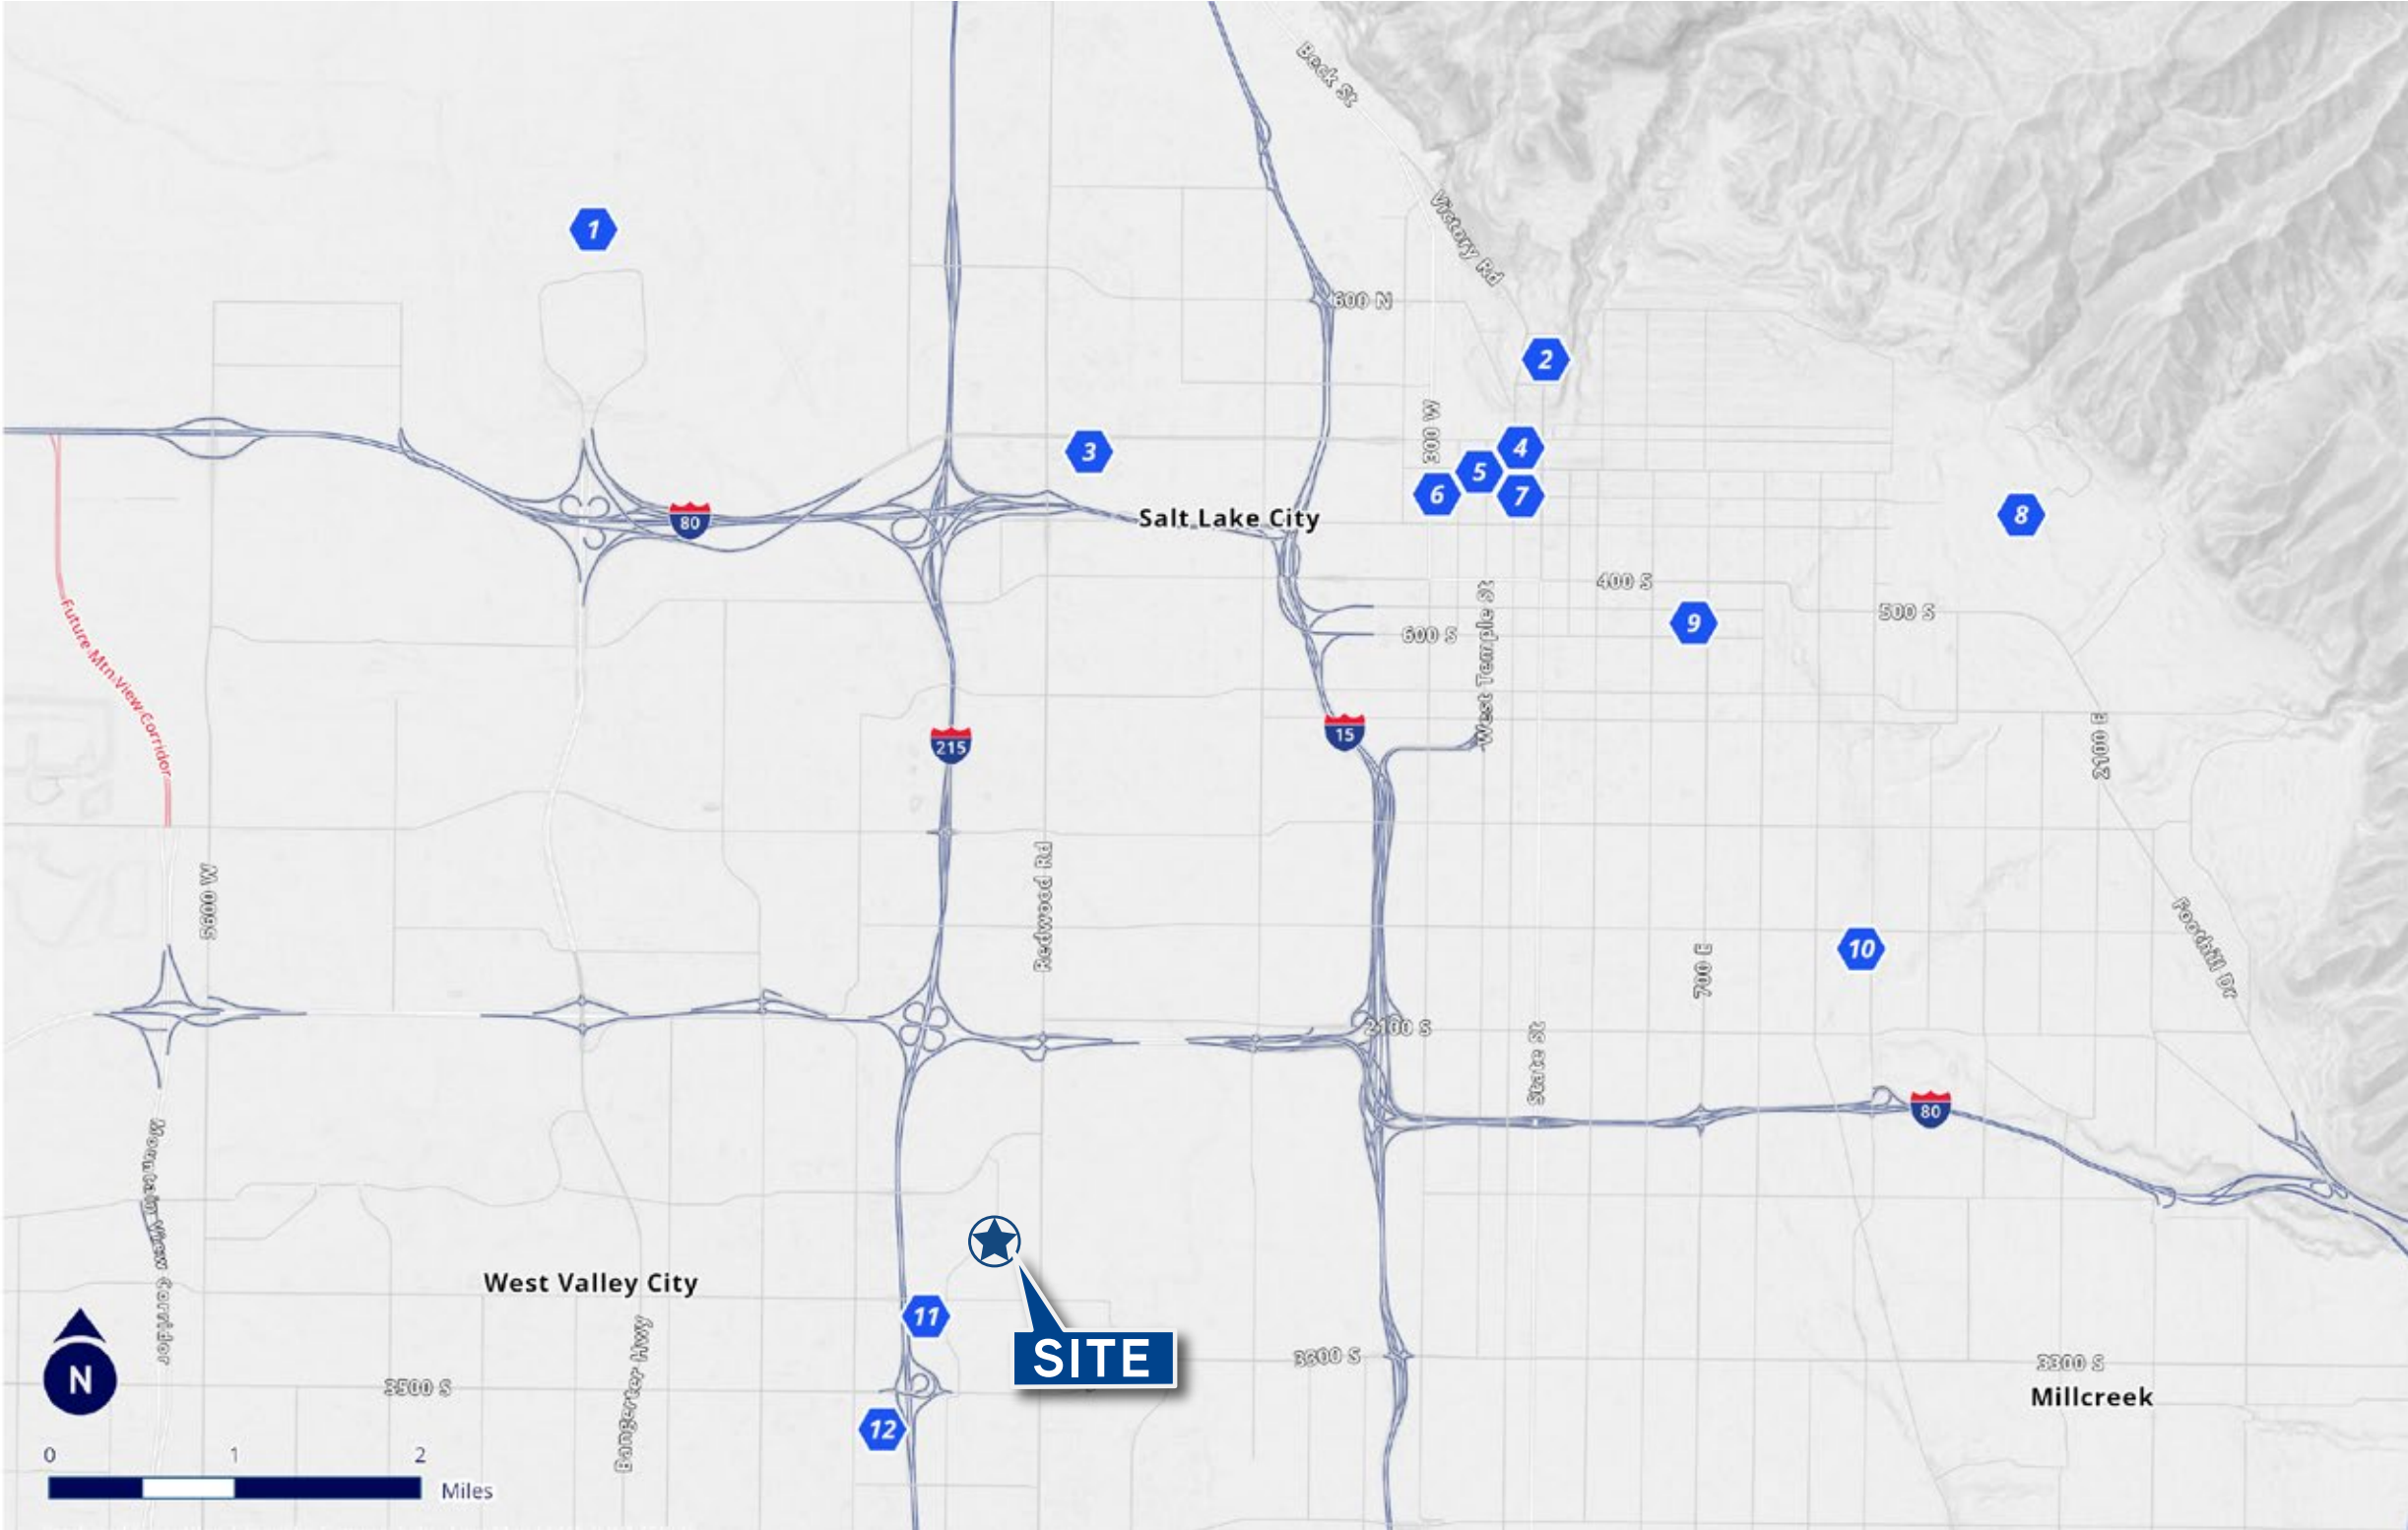 Beck St
Victory Rd
1
600 N
2
300 W
3
4
5
6
7
8
80
Salt Lake City
400 S
500 S
9
600 S
West Temple St
Future Mtn View Corridor
215
15
2100 E
5600 W
Redwood Rd
Foothill Dr
10
700 E
2100 S
State St
80
Mountain View Corridor
West Valley City
11
SITE
Bangerter Hwy
3300 S
3300 S
N
3500 S
Millcreek
12
0 1 2
Miles